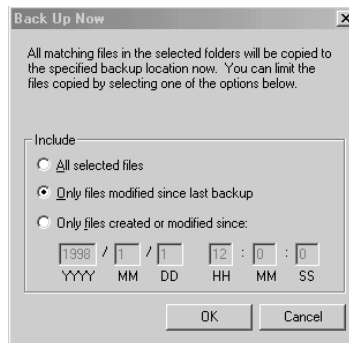 Back Up Now
All matching files in the selected folders will be copied to
the specified backup location now. You can limit the
files copied by selecting one of the options below.
Include
All selected files
Only files modified since last backup
Only files created or modified since:
1998 / 1 / 1 12 : 0 : 0
YYYY MM DD HH MM SS
OK Cancel